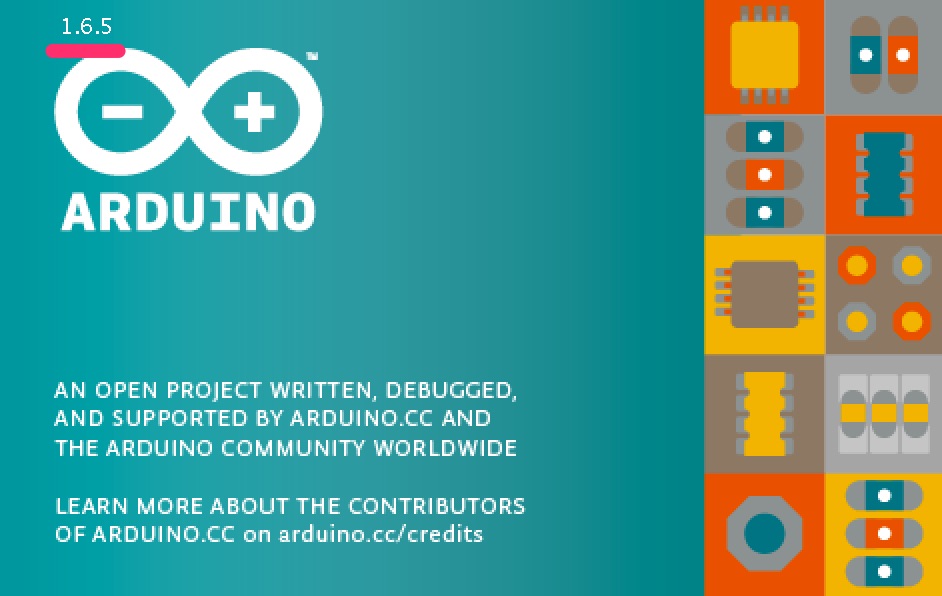 1.6.5
™
ARDUINO
AN OPEN PROJECT WRITTEN, DEBUGGED,
AND SUPPORTED BY ARDUINO.CC AND
THE ARDUINO COMMUNITY WORLDWIDE
LEARN MORE ABOUT THE CONTRIBUTORS
OF ARDUINO.CC on arduino.cc/credits